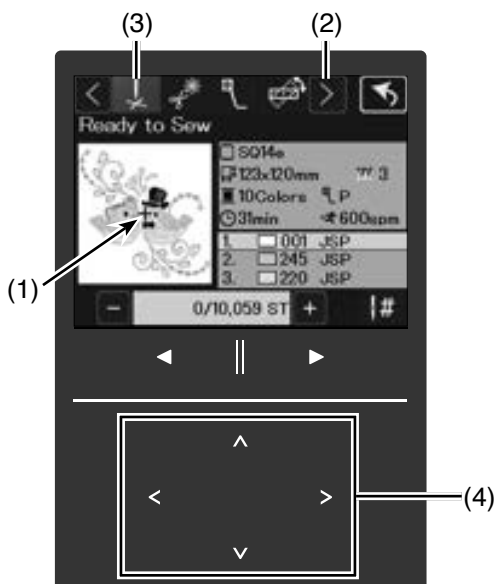 (3) (2)
Ready to Sew
SQ14e
123x120mm 3
10Colors P
31min 600spm
1. 001 JSP
2. 245 JSP
3. 220 JSP
(1)
- 0/10,059 ST + #
(4)